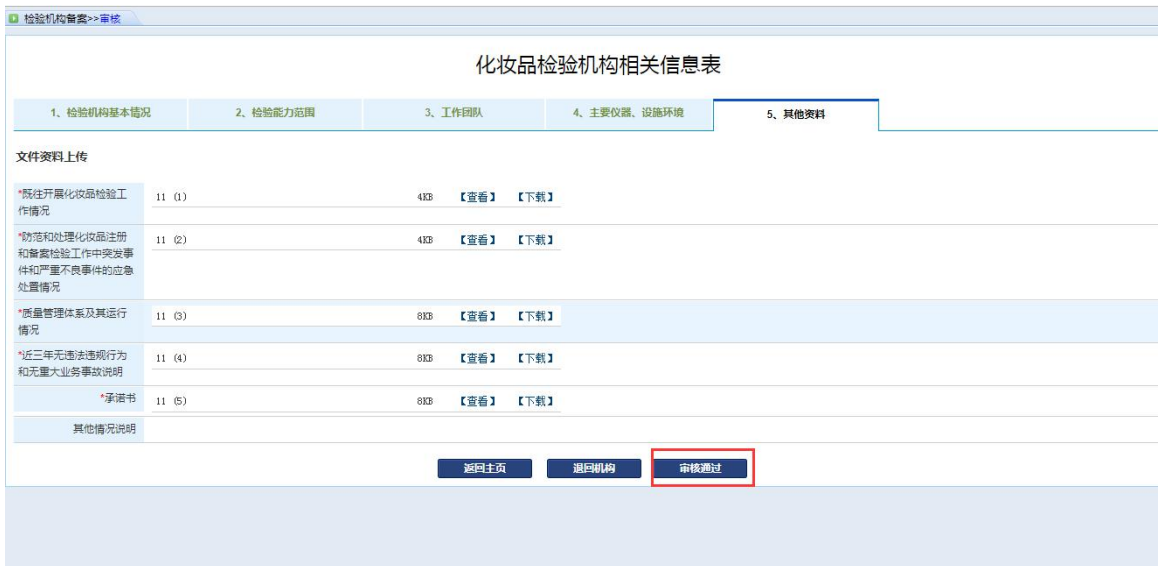 检验机构备案>>审核
化妆品检验机构相关信息表
1、检验机构基本情况 2、检验能力范围 3、工作团队 4、主要仪器、设施环境 5、其他资料
文件资料上传
*既往开展化妆品检验工
作情况
11 (1) 4KB 【查看】 【下载】
*防范和处理化妆品注册
和备案检验工作中突发事
件和严重不良事件的应急
处置情况
11 (2) 4KB 【查看】 【下载】
*质量管理体系及其运行
情况
11 (3) 8KB 【查看】 【下载】
*近三年无违法违规行为
和无重大业务事故说明
11 (4) 8KB 【查看】 【下载】
*承诺书 11 (5) 8KB 【查看】 【下载】
其他情况说明
返回主页 退回机构 审核通过